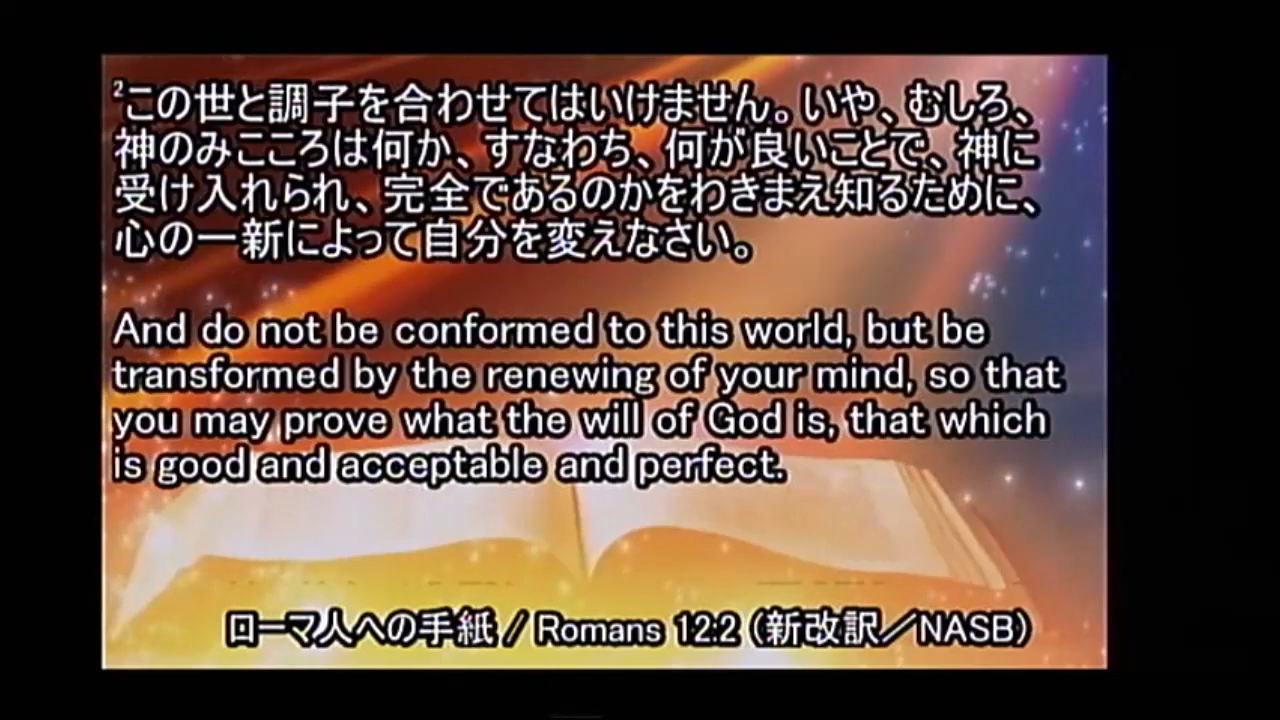 ²この世と調子を合わせてはいけません。いや、むしろ、
神のみこころは何か、すなわち、何が良いことで、神に
受け入れられ、完全であるのかをわきまえ知るために、
心の一新によって自分を変えなさい。
And do not be conformed to this world, but be
transformed by the renewing of your mind, so that
you may prove what the will of God is, that which
is good and acceptable and perfect.
ローマ人への手紙 / Romans 12:2 (新改訳／NASB)